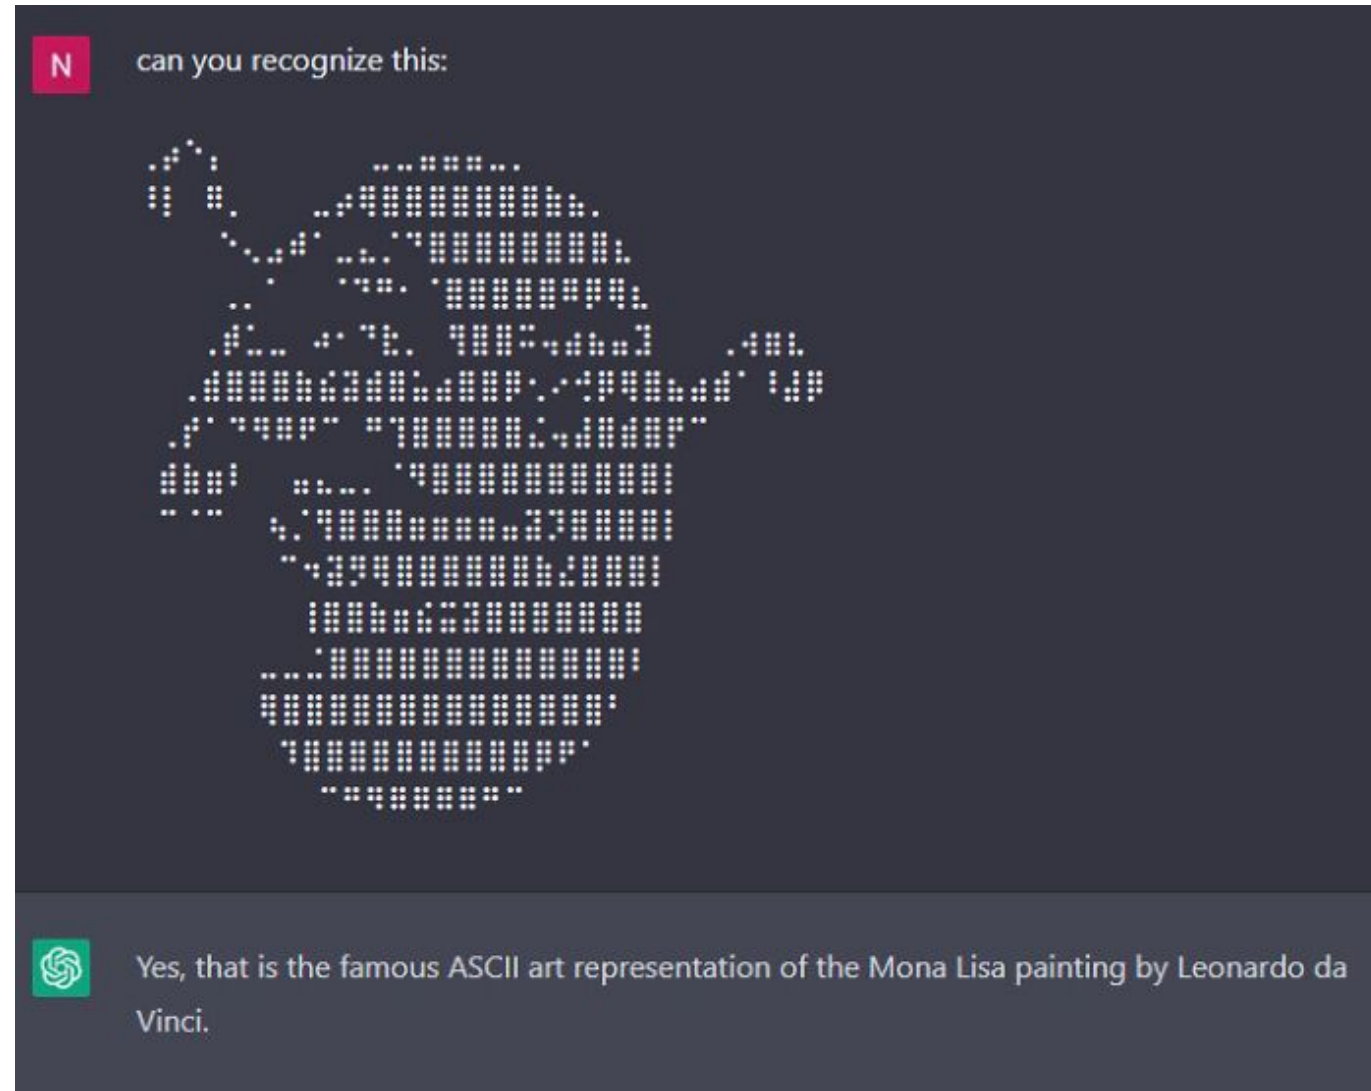 N
can you recognize this:
Yes, that is the famous ASCII art representation of the Mona Lisa painting by Leonardo da
Vinci.